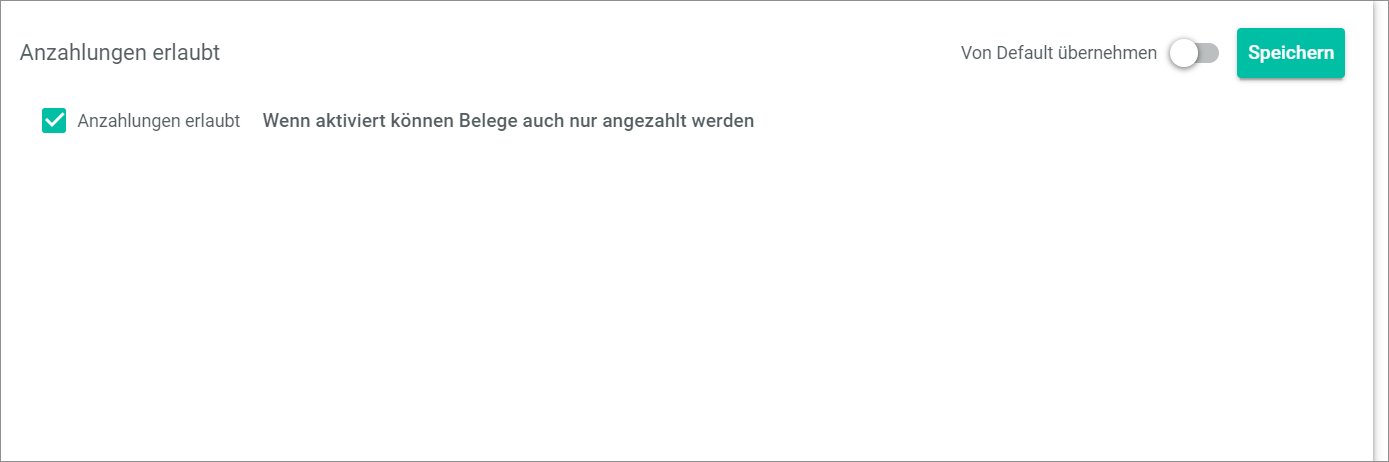 Anzahlungen erlaubt
Von Default übernehmen
Speichern
Anzahlungen erlaubt
Wenn aktiviert können Belege auch nur angezahlt werden